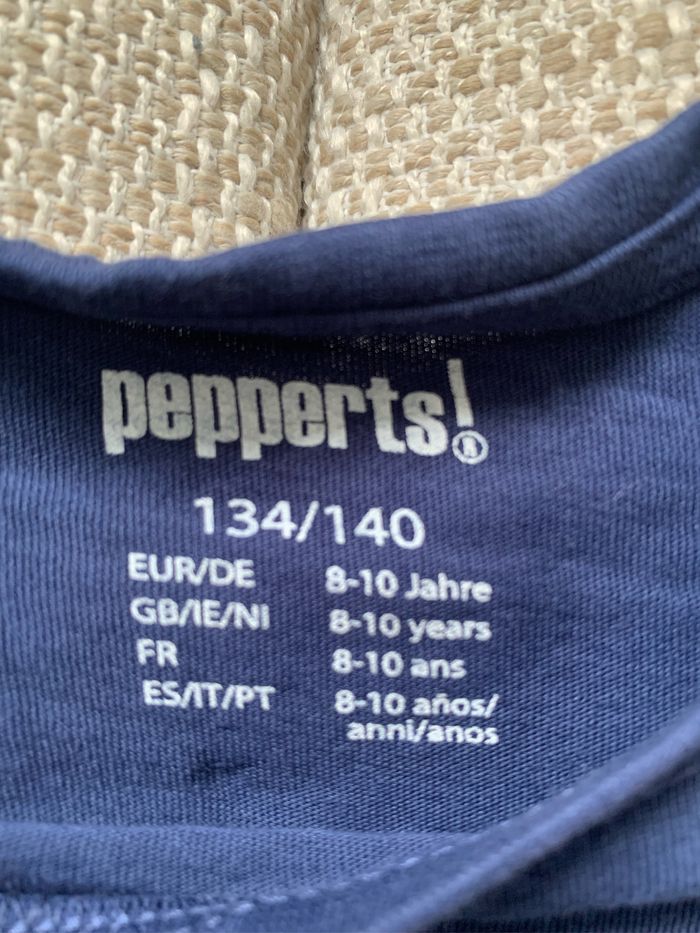 pepperts!®
134/140
EUR/DE 8-10 Jahre
GB/IE/NI 8-10 years
FR 8-10 ans
ES/IT/PT 8-10 años/
anni/anos